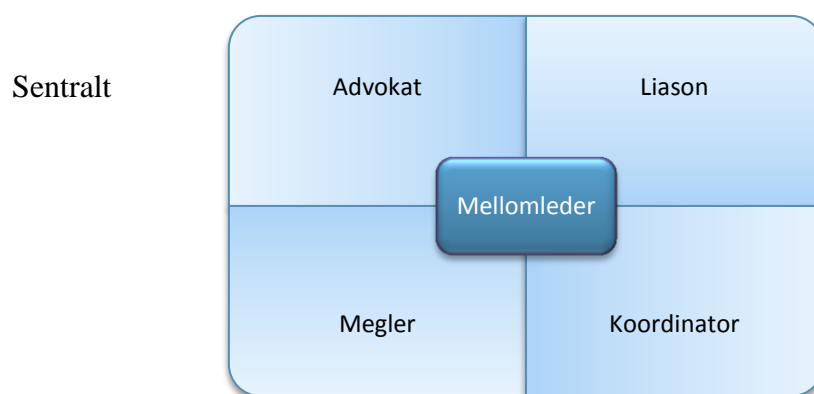 Sentralt
Advokat
Liason
Mellomleder
Megler
Koordinator